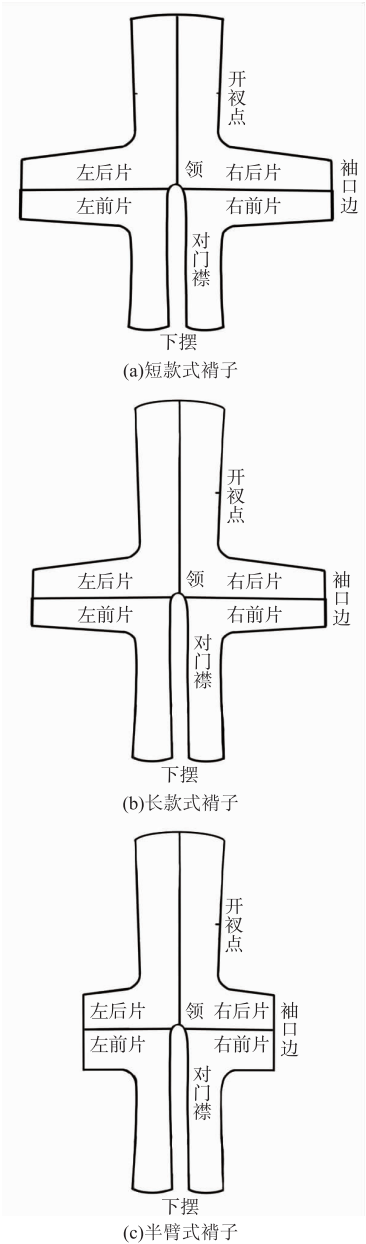 开衩点
左后片 领 右后片 袖口边
左前片 右前片
对门襟
下摆
(a)短款式褙子
开衩点
左后片 领 右后片 袖口边
左前片 右前片
对门襟
下摆
(b)长款式褙子
开衩点
左后片 领 右后片 袖口边
左前片 右前片
对门襟
下摆
(c)半臂式褙子